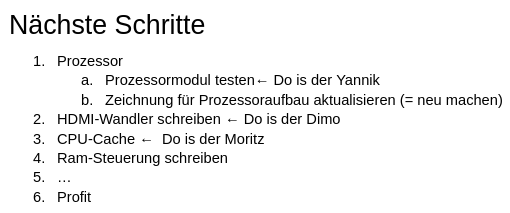 Nächste Schritte
1. Prozessor
a. Prozessormodul testen← Do is der Yannik
b. Zeichnung für Prozessoraufbau aktualisieren (= neu machen)
2. HDMI-Wandler schreiben ← Do is der Dimo
3. CPU-Cache ← Do is der Moritz
4. Ram-Steuerung schreiben
5. …
6. Profit